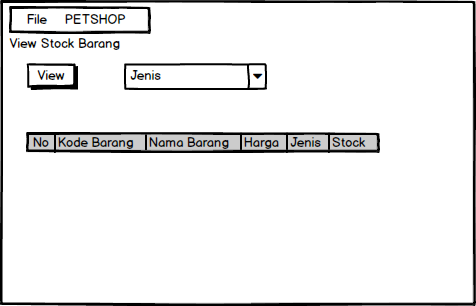 File PETSHOP
View Stock Barang
View Jenis
No Kode Barang Nama Barang Harga Jenis Stock